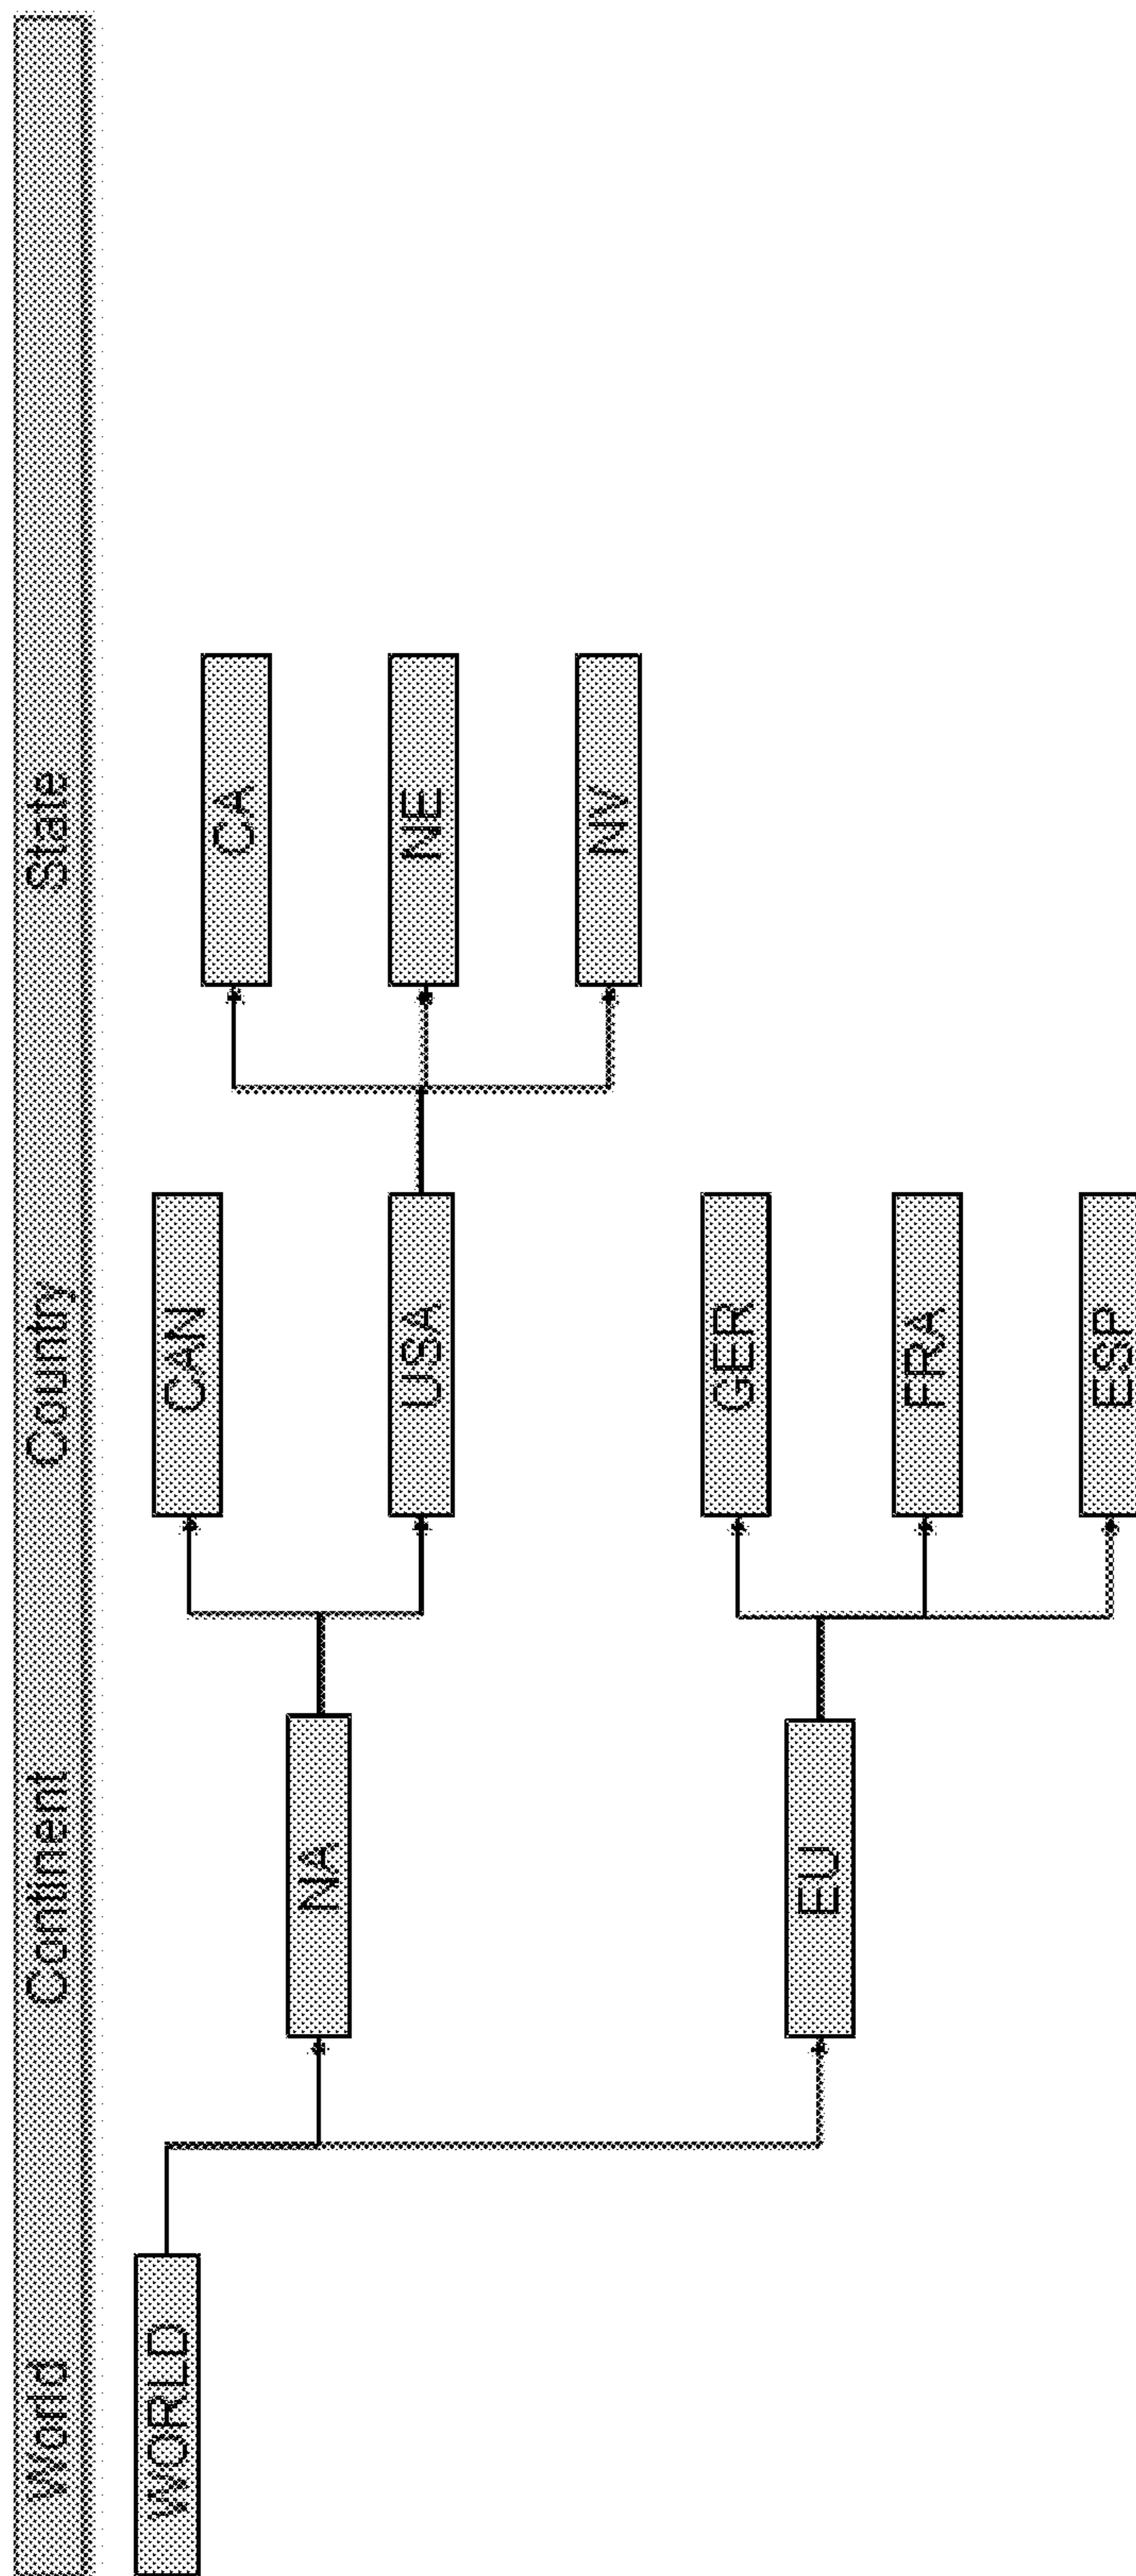 World Continent Country State
WORLD
NA
EU
CAN
USA
GER
FRA
ESP
CA
NE
NV